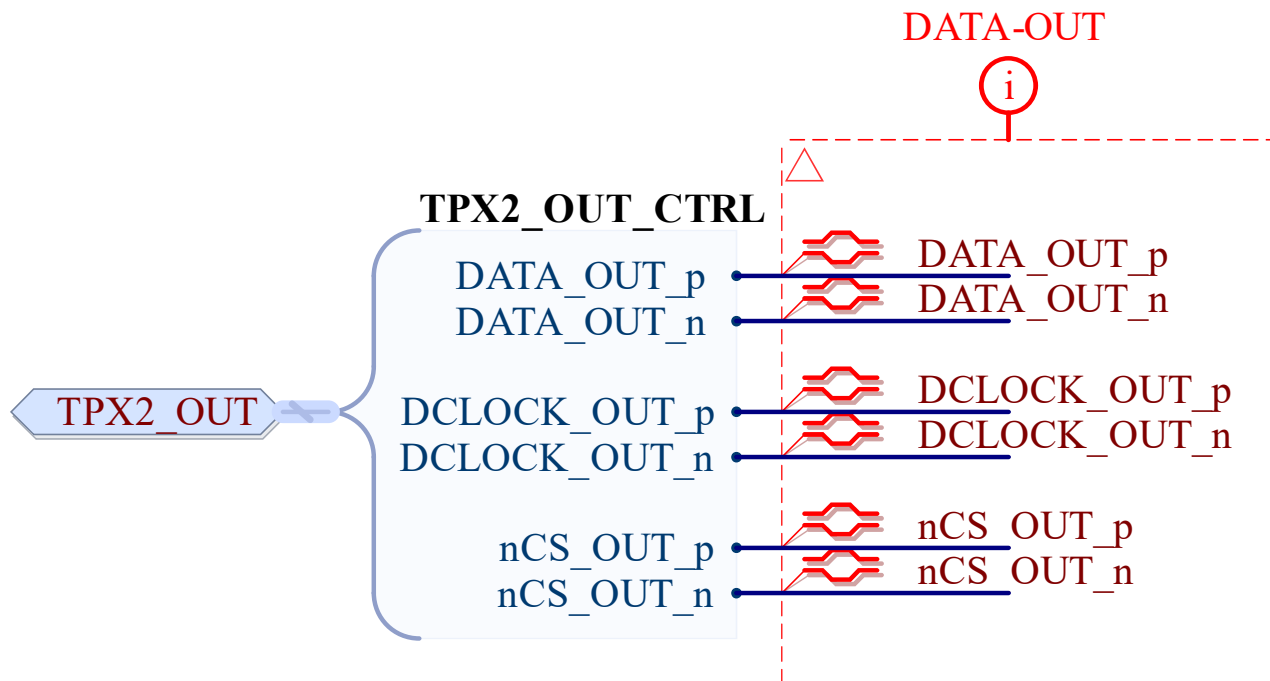 DATA-OUT
i
TPX2_OUT_CTRL
DATA_OUT_p DATA_OUT_p
DATA_OUT_n DATA_OUT_n
TPX2_OUT DCLOCK_OUT_p DCLOCK_OUT_p
DCLOCK_OUT_n DCLOCK_OUT_n
nCS_OUT_p nCS_OUT_p
nCS_OUT_n nCS_OUT_n